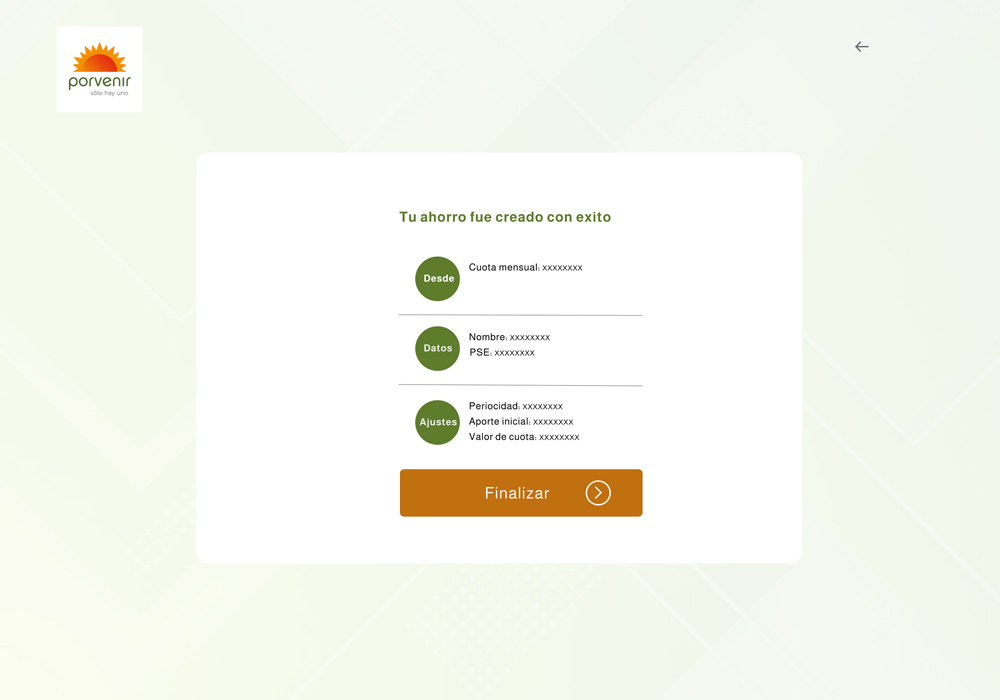 porvenir
sólo hay uno
Tu ahorro fue creado con exito
Desde
Cuota mensual: xxxxxxxx
Datos
Nombre: xxxxxxxx
PSE: xxxxxxxx
Ajustes
Periocidad: xxxxxxxx
Aporte inicial: xxxxxxxx
Valor de cuota: xxxxxxxx
Finalizar